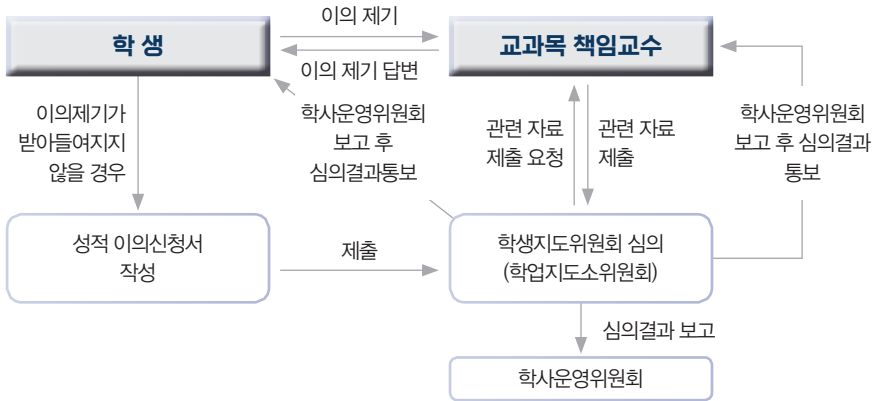 학 생
이의 제기
교과목 책임교수
이의 제기 답변
이의제기가
받아들여지지
않을 경우
학사운영위원회
보고 후
심의결과통보
관련 자료
제출 요청
관련 자료
제출
학사운영위원회
보고 후 심의결과
통보
성적 이의신청서
작성
제출
학생지도위원회 심의
(학업지도소위원회)
심의결과 보고
학사운영위원회